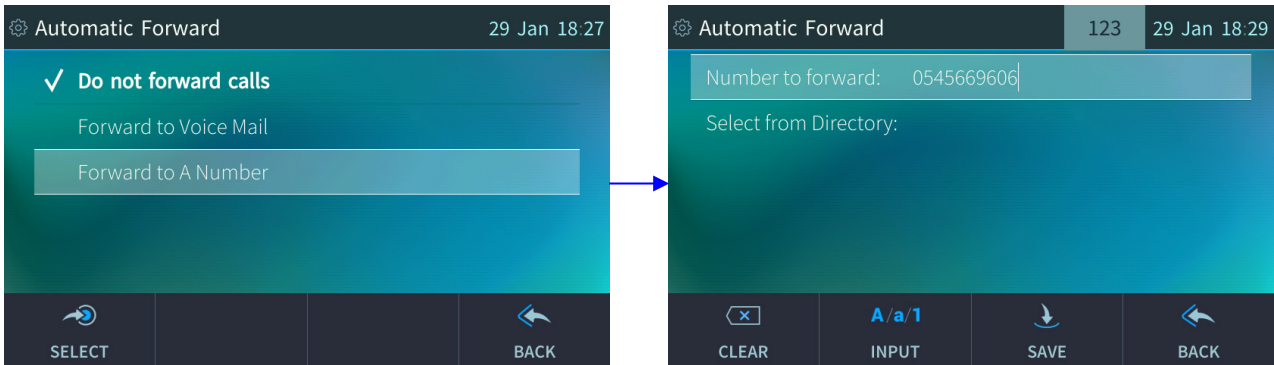 Automatic Forward 29 Jan 18:27
Do not forward calls
Forward to Voice Mail
Forward to A Number
SELECT BACK
Automatic Forward 123 29 Jan 18:29
Number to forward: 0545669606
Select from Directory:
A/a/1
CLEAR INPUT SAVE BACK